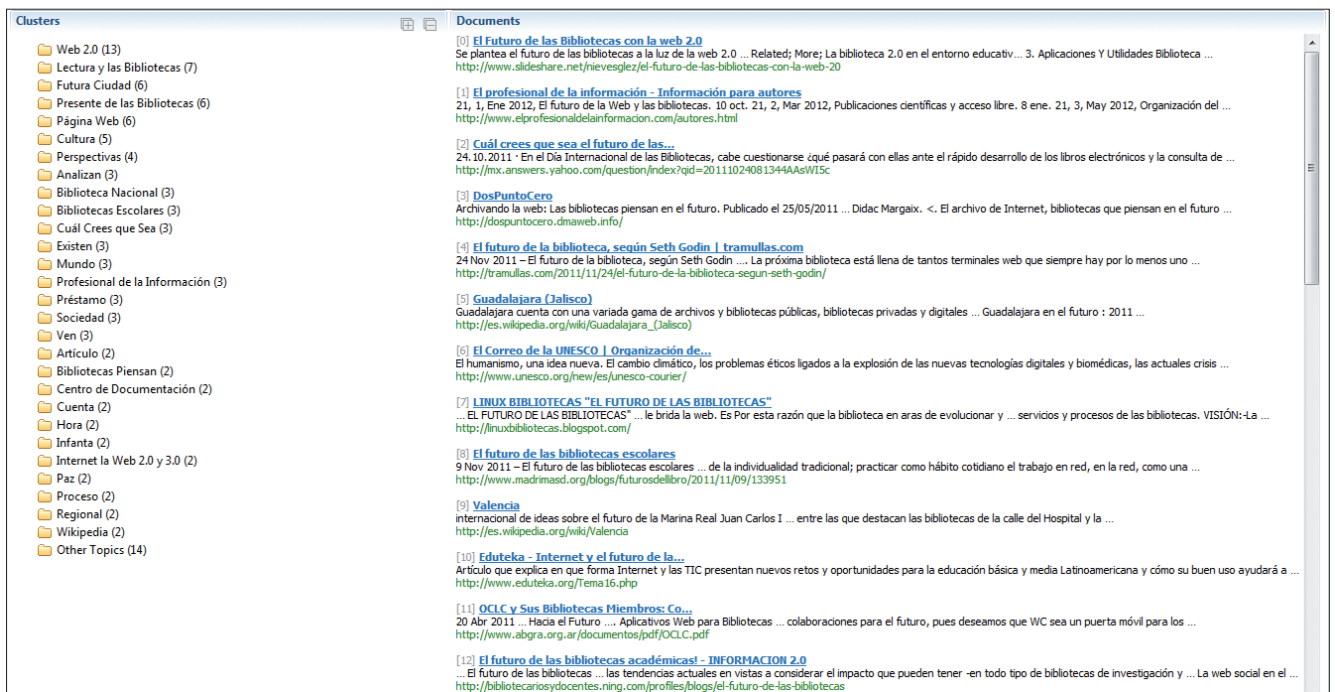 Clusters
Web 2.0 (13)
Lectura y las Bibliotecas (7)
Futura Ciudad (6)
Presente de las Bibliotecas (6)
Página Web (6)
Cultura (5)
Perspectivas (4)
Analizan (3)
Biblioteca Nacional (3)
Bibliotecas Escolares (3)
Cuál Crees que Sea (3)
Existen (3)
Mundo (3)
Profesional de la Información (3)
Préstamo (3)
Sociedad (3)
Ven (3)
Artículo (2)
Bibliotecas Piensan (2)
Centro de Documentación (2)
Cuenta (2)
Hora (2)
Infanta (2)
Internet la Web 2.0 y 3.0 (2)
Paz (2)
Proceso (2)
Regional (2)
Wikipedia (2)
Other Topics (14)
Documents
[0] El Futuro de las Bibliotecas con la web 2.0
Se plantea el futuro de las bibliotecas a la luz de la web 2.0 ... Related; More; La biblioteca 2.0 en el entorno educativ... 3. Aplicaciones Y Utilidades Biblioteca ...
http://www.slideshare.net/nievesglez/el-futuro-de-las-bibliotecas-con-la-web-20
[1] El profesional de la información - Información para autores
21, 1, Ene 2012, El futuro de la Web y las bibliotecas. 10 oct. 21, 2, Mar 2012, Publicaciones científicas y acceso libre. 8 ene. 21, 3, May 2012, Organización del ...
http://www.elprofesionaldelainformacion.com/autores.html
[2] Cuál crees que sea el futuro de las...
24.10.2011 · En el Día Internacional de las Bibliotecas, cabe cuestionarse ¿qué pasará con ellas ante el rápido desarrollo de los libros electrónicos y la consulta de ...
http://mx.answers.yahoo.com/question/index?qid=20111024081344AAsWI5c
[3] DosPuntoCero
Archivando la web: Las bibliotecas piensan en el futuro. Publicado el 25/05/2011 ... Didac Margaix. <. El archivo de Internet, bibliotecas que piensan en el futuro ...
http://dospuntocero.dmaweb.info/
[4] El futuro de la biblioteca, según Seth Godin | tramullas.com
24 Nov 2011 – El futuro de la biblioteca, según Seth Godin .... La próxima biblioteca está llena de tantos terminales web que siempre hay por lo menos uno ...
http://tramullas.com/2011/11/24/el-futuro-de-la-biblioteca-segun-seth-godin/
[5] Guadalajara (Jalisco)
Guadalajara cuenta con una variada gama de archivos y bibliotecas públicas, bibliotecas privadas y digitales ... Guadalajara en el futuro : 2011 ...
http://es.wikipedia.org/wiki/Guadalajara_(Jalisco)
[6] El Correo de la UNESCO | Organización de...
El humanismo, una idea nueva. El cambio climático, los problemas éticos ligados a la explosión de las nuevas tecnologías digitales y biomédicas, las actuales crisis ...
http://www.unesco.org/new/es/unesco-courier/
[7] LINUX BIBLIOTECAS "EL FUTURO DE LAS BIBLIOTECAS"
... EL FUTURO DE LAS BIBLIOTECAS" ... le brida la web. Es Por esta razón que la biblioteca en aras de evolucionar y ... servicios y procesos de las bibliotecas. VISIÓN:-La ...
http://linuxbibliotecas.blogspot.com/
[8] El futuro de las bibliotecas escolares
9 Nov 2011 – El futuro de las bibliotecas escolares ... de la individualidad tradicional; practicar como hábito cotidiano el trabajo en red, en la red, como una ...
http://www.madrimasd.org/blogs/futurosdellibro/2011/11/09/133951
[9] Valencia
internacional de ideas sobre el futuro de la Marina Real Juan Carlos I ... entre las que destacan las bibliotecas de la calle del Hospital y la ...
http://es.wikipedia.org/wiki/Valencia
[10] Eduteka - Internet y el futuro de la...
Artículo que explica en que forma Internet y las TIC presentan nuevos retos y oportunidades para la educación básica y media Latinoamericana y cómo su buen uso ayudará a ...
http://www.eduteka.org/Tema16.php
[11] OCLC y Sus Bibliotecas Miembros: Co...
20 Abr 2011 ... Hacia el Futuro .... Aplicativos Web para Bibliotecas ... colaboraciones para el futuro, pues deseamos que WC sea un puerta móvil para los ...
http://www.abgra.org.ar/documentos/pdf/OCLC.pdf
[12] El futuro de las bibliotecas académicas! - INFORMACION 2.0
... El futuro de las bibliotecas ... las tendencias actuales en vistas a considerar el impacto que pueden tener -en todo tipo de bibliotecas de investigación y ... La web social en el ...
http://bibliotecariosydocentes.ning.com/profiles/blogs/el-futuro-de-las-bibliotecas